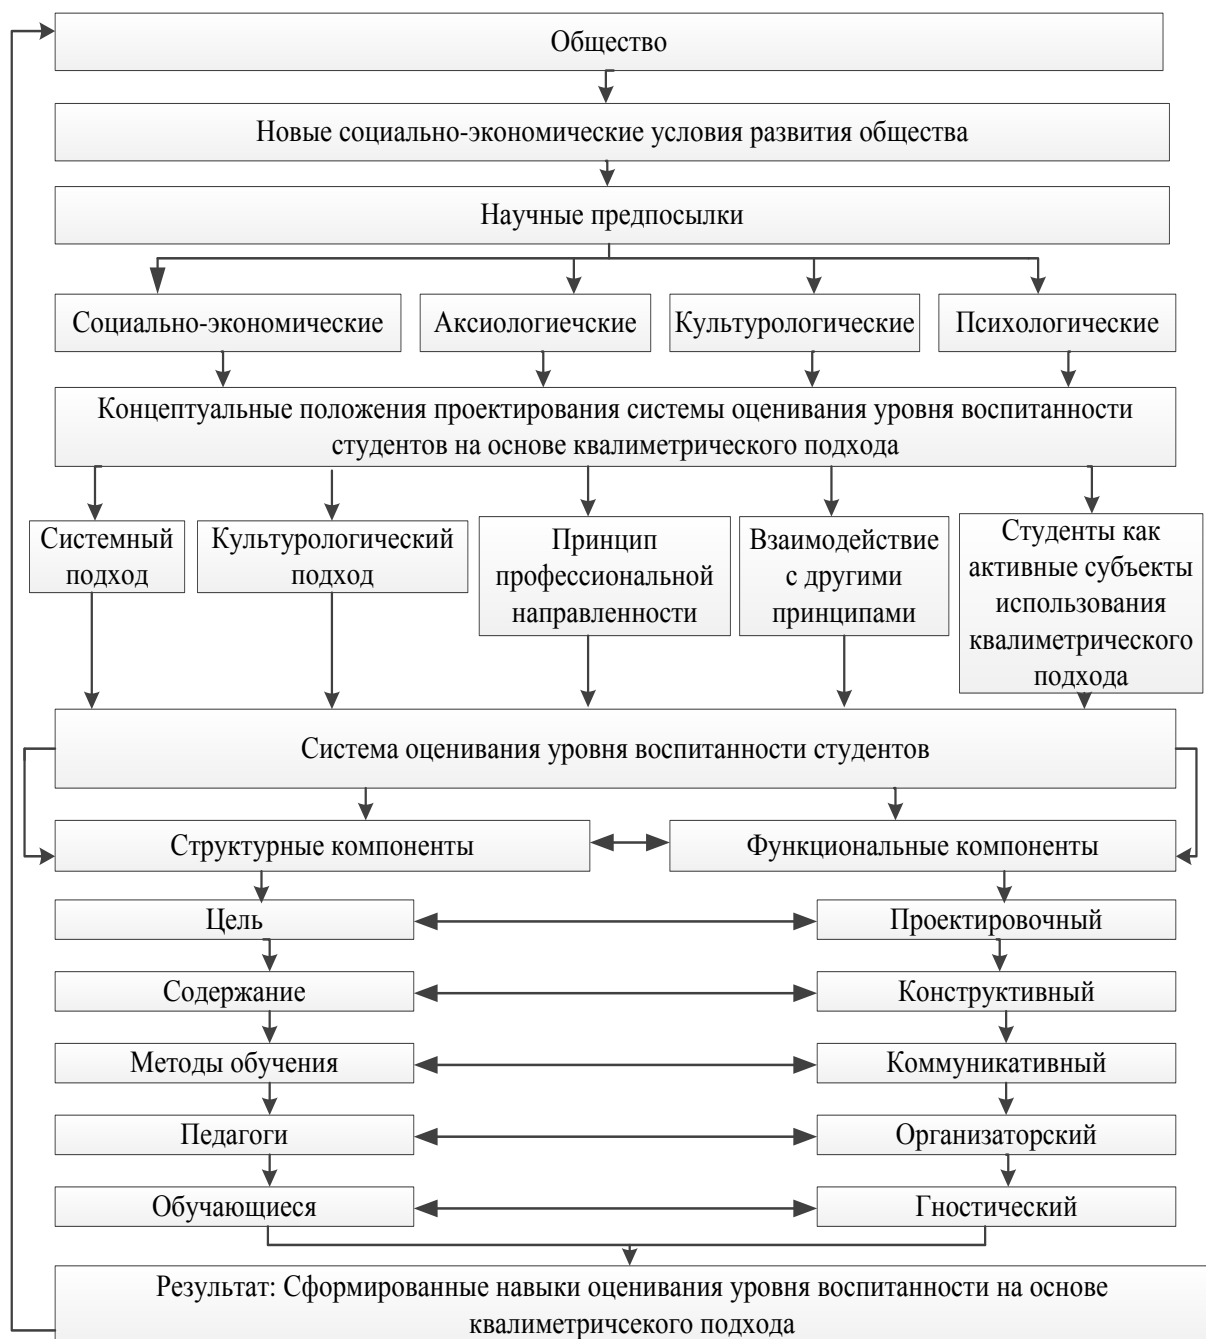 Общество
Новые социально-экономические условия развития общества
Научные предпосылки
Социально-экономические
Аксиологиечские
Культурологические
Психологические
Концептуальные положения проектирования системы оценивания уровня воспитанности
студентов на основе квалиметрического подхода
Системный
подход
Культурологический
подход
Принцип
профессиональной
направленности
Взаимодействие
с другими
принципами
Студенты как
активные субъекты
использования
квалиметрического
подхода
Система оценивания уровня воспитанности студентов
Структурные компоненты
Функциональные компоненты
Цель
Проектировочный
Содержание
Конструктивный
Методы обучения
Коммуникативный
Педагоги
Организаторский
Обучающиеся
Гностический
Результат: Сформированные навыки оценивания уровня воспитанности на основе
квалиметричсекого подхода